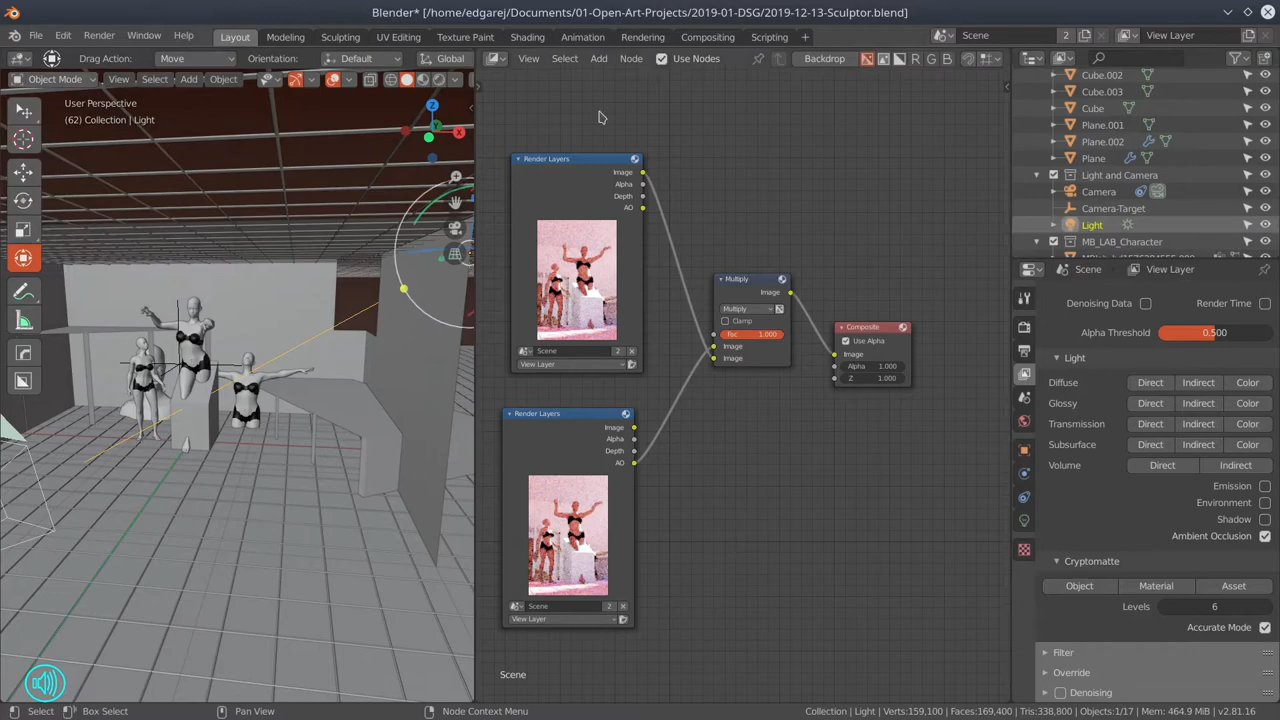 Blender* [/home/edgarej/Documents/01-Open-Art-Projects/2019-01-DSG/2019-12-13-Sculptor.blend]
File Edit Render Window Help Layout Modeling Sculpting UV Editing Texture Paint Shading Animation Rendering Compositing Scripting + Scene 2 View Layer
Drag Action: Move Orientation: Default Global View Select Add Node Use Nodes Backdrop R G B
Object Mode View Select Add Object
User Perspective
(62) Collection | Light
Z
Y
X
Render Layers
Image
Alpha
Depth
AO
Scene 2
View Layer
Render Layers
Image
Alpha
Depth
AO
Scene 2
View Layer
Multiply
Image
Multiply
Clamp
Fac 1.000
Image
Image
Composite
Use Alpha
Image
Alpha 1.000
Z 1.000
Scene
Cube.002
Cube.003
Cube
Plane.001
Plane.002
Plane
Light and Camera
Camera
Camera-Target
Light
MB_LAB_Character
Scene View Layer
Denoising Data Render Time
Alpha Threshold 0.500
Light
Diffuse Direct Indirect Color
Glossy Direct Indirect Color
Transmission Direct Indirect Color
Subsurface Direct Indirect Color
Volume Direct Indirect
Emission
Environment
Shadow
Ambient Occlusion
Cryptomatte
Object Material Asset
Levels 6
Accurate Mode
Filter
Override
Denoising
Select Box Select Pan View Node Context Menu Collection | Light | Verts:159,100 | Faces:169,400 | Tris:338,800 | Objects:1/17 | Mem: 464.9 MiB | v2.81.16